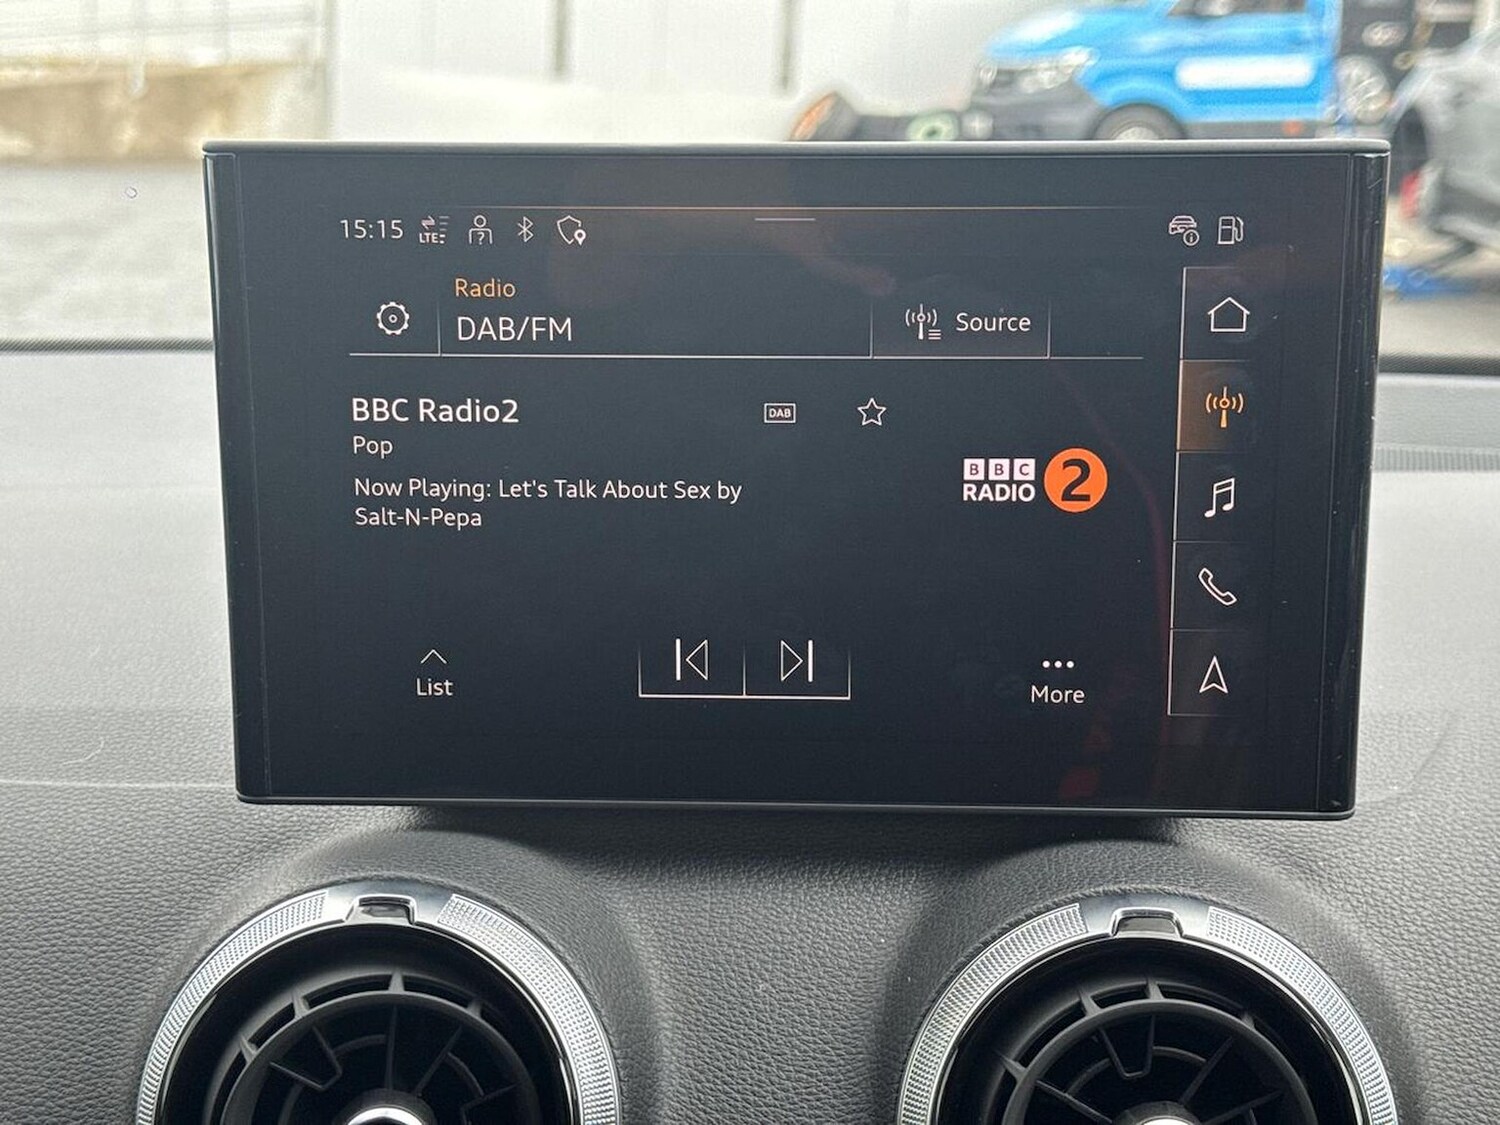 15:15 LTE
Radio
DAB/FM
Source
BBC Radio2
DAB
Pop
Now Playing: Let's Talk About Sex by
Salt-N-Pepa
BBC
RADIO 2
List
More